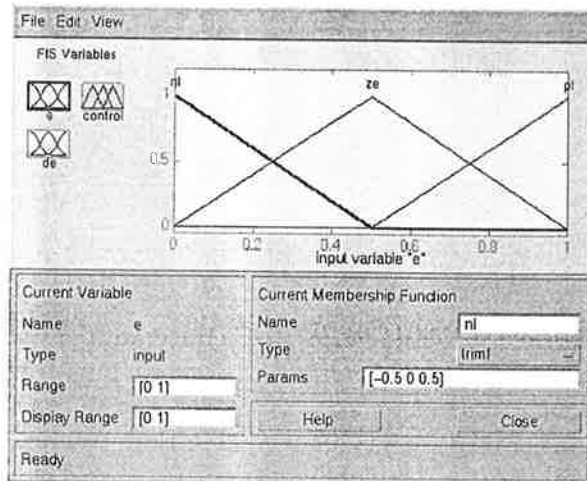 File Edit View
FIS Variables
e control
de
nl ze pl
1
0.5
0
0 0.2 0.4 0.6 0.8 1
input variable "e"
Current Variable
Name e
Type input
Range [0 1]
Display Range [0 1]
Current Membership Function
Name nl
Type trimf
Params [-0.5 0 0.5]
Help Close
Ready